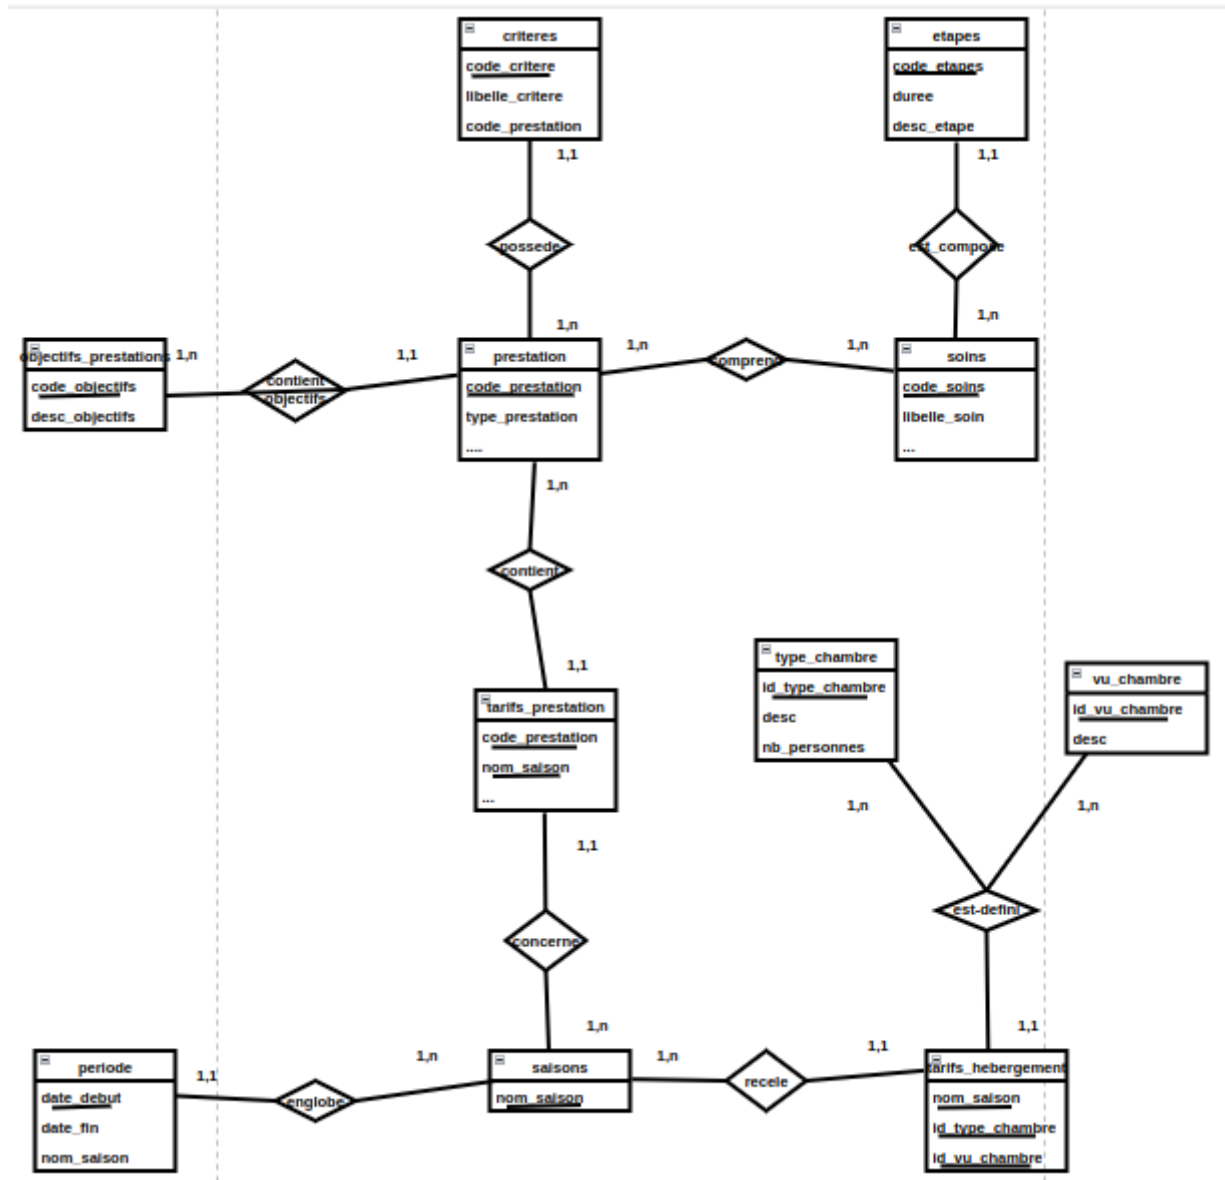 criteres
code_critere
libelle_critere
code_prestation
1,1
possede
1,n
etapes
code_etapes
duree
desc_etape
1,1
est_compose
1,n
objectifs_prestations
code_objectifs
desc_objectifs
1,n
contient
objectifs
1,1
prestation
code_prestation
type_prestation
....
1,n
comprend
1,n
soins
code_soins
libelle_soin
...
1,n
contient
1,1
tarifs_prestation
code_prestation
nom_saison
...
1,1
concerne
1,n
type_chambre
id_type_chambre
desc
nb_personnes
1,n
vu_chambre
id_vu_chambre
desc
1,n
est-defini
1,1
periode
date_debut
date_fin
nom_saison
1,1
englobe
1,n
saisons
nom_saison
1,n
recele
1,1
tarifs_hebergement
nom_saison
id_type_chambre
id_vu_chambre